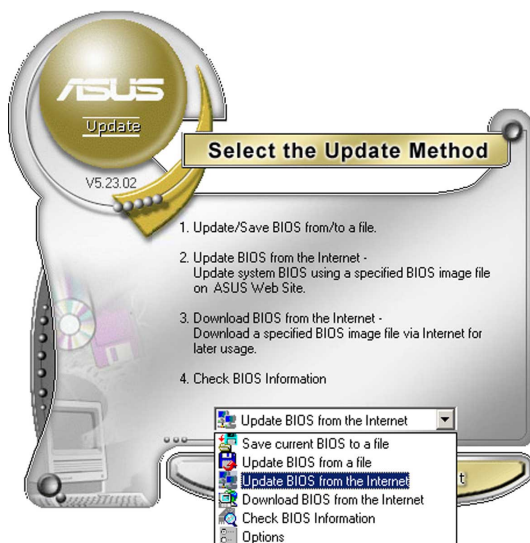 ASUS
Update
Select the Update Method
V5.23.02
1. Update/Save BIOS from/to a file.
2. Update BIOS from the Internet -
Update system BIOS using a specified BIOS image file
on ASUS Web Site.
3. Download BIOS from the Internet -
Download a specified BIOS image file via Internet for
later usage.
4. Check BIOS Information
Update BIOS from the Internet
Save current BIOS to a file
Update BIOS from a file
Update BIOS from the Internet
Download BIOS from the Internet
Check BIOS Information
Options